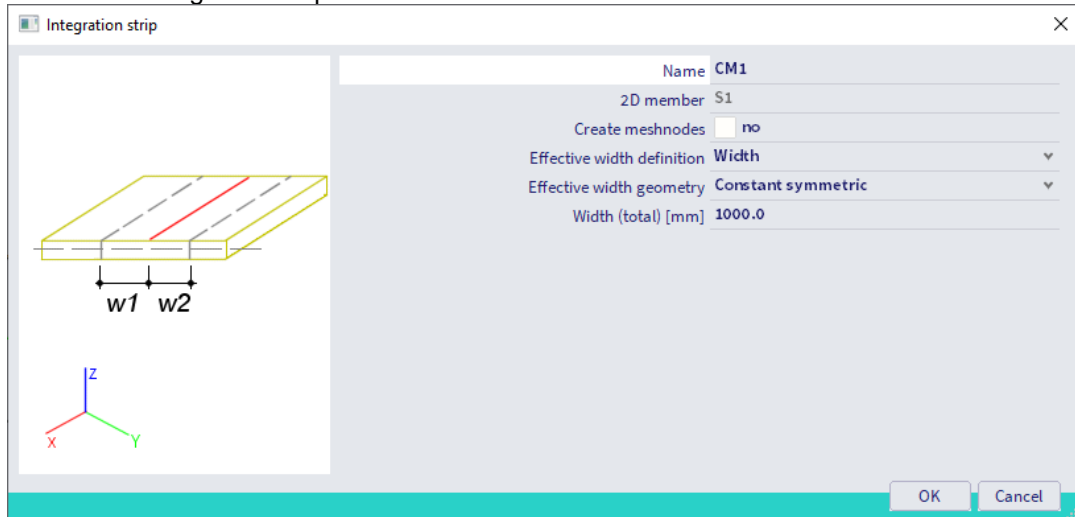 Integration strip
Name CM1
2D member S1
Create meshnodes no
Effective width definition Width
Effective width geometry Constant symmetric
Width (total) [mm] 1000.0
w1 w2
Z
X Y
OK Cancel